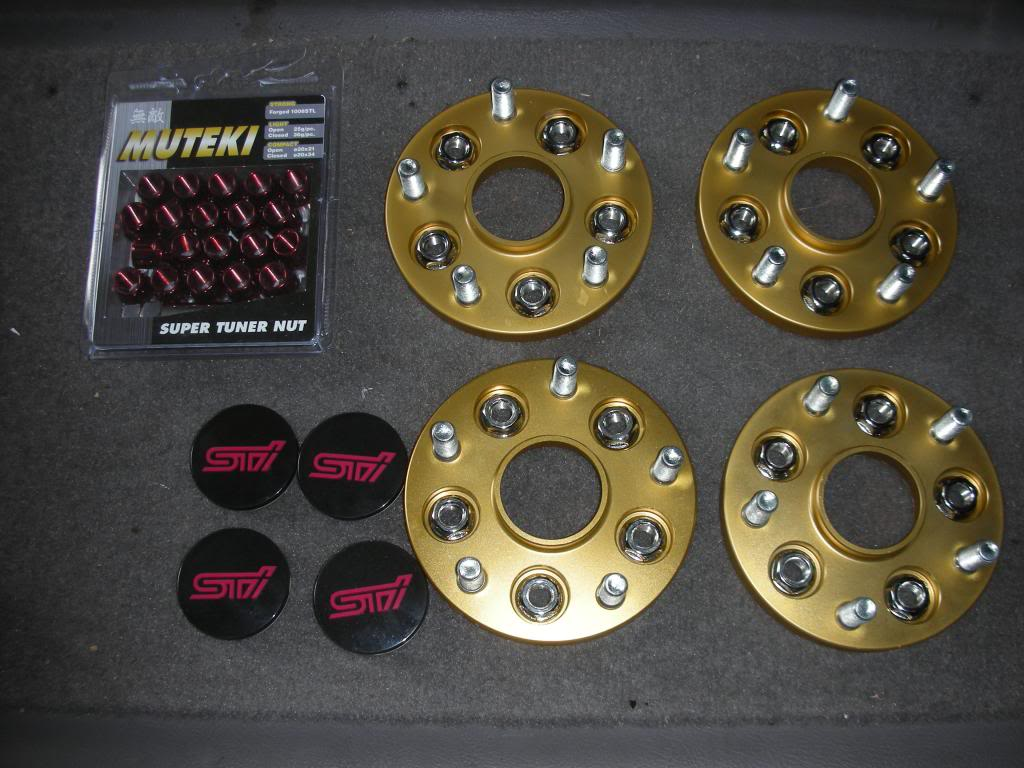 無敵
MUTEKI
STRONG
Forged 10066STL
LIGHT
Open 25g/pc.
Closed 36g/pc.
COMPACT
Open ø20x31
Closed ø20x34
SUPER TUNER NUT
STI
STI
STI
STI